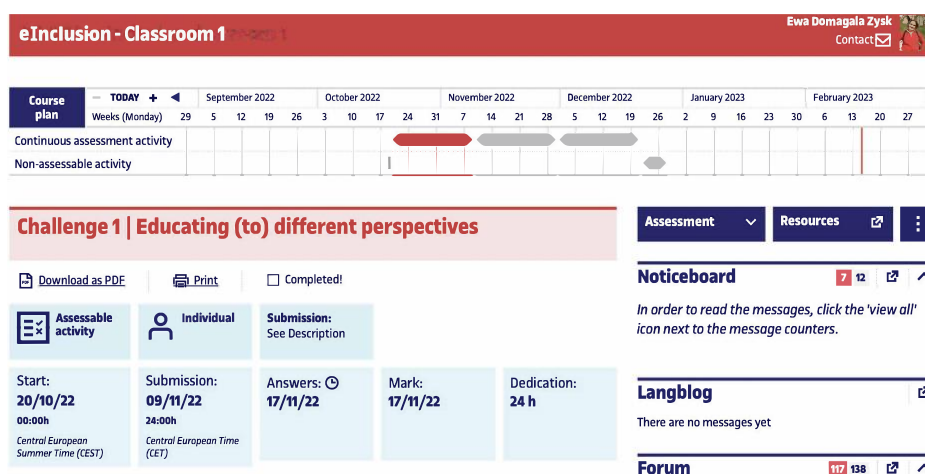 eInclusion - Classroom 1
Ewa Domagala Zysk
Contact
Course plan
TODAY
September 2022 October 2022 November 2022 December 2022 January 2023 February 2023
Weeks (Monday) 29 5 12 19 26 3 10 17 24 31 7 14 21 28 5 12 19 26 2 9 16 23 30 6 13 20 27
Continuous assessment activity
Non-assessable activity
Challenge 1 | Educating (to) different perspectives
Download as PDF Print Completed!
Assessable activity
Individual
Submission:
See Description
Start:
20/10/22
00:00h
Central European
Summer Time (CEST)
Submission:
09/11/22
24:00h
Central European Time
(CET)
Answers:
17/11/22
Mark:
17/11/22
Dedication:
24 h
Assessment Resources
Noticeboard 7 12
In order to read the messages, click the 'view all'
icon next to the message counters.
Langblog
There are no messages yet
Forum 117 138